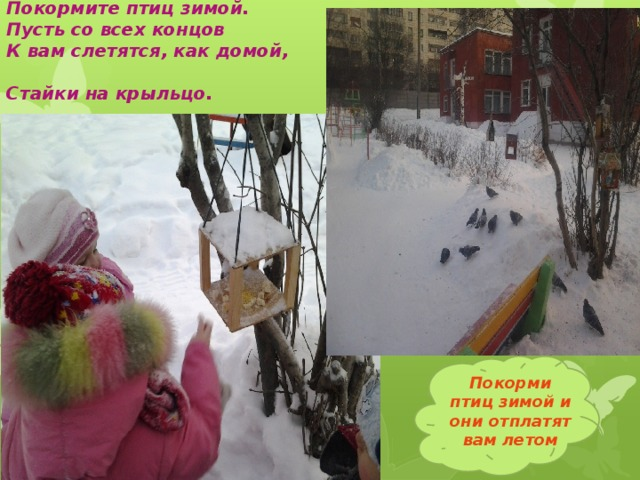 Покормите птиц зимой.
Пусть со всех концов
К вам слетятся, как домой,
Стайки на крыльцо.
Покорми
птиц зимой и
они отплатят
вам летом